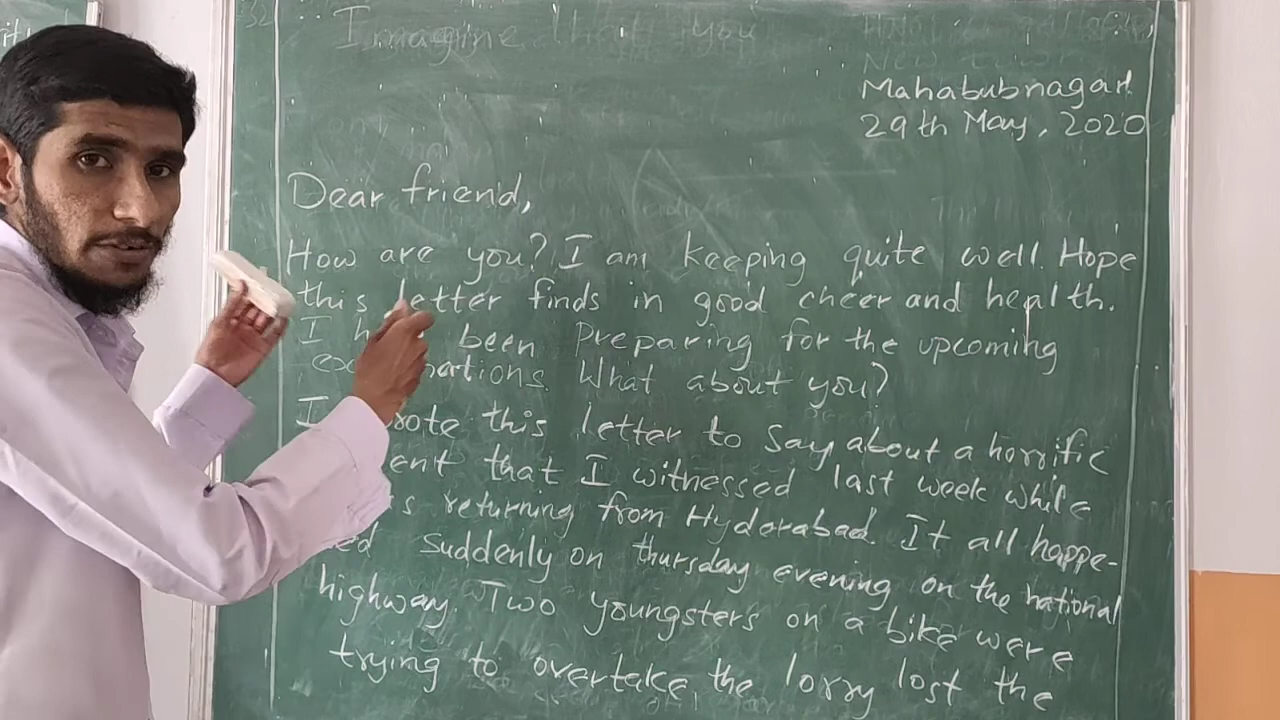 Imagine that you
Mahabubnagar
29th May, 2020
Dear friend,
How are you? I am keeping quite well. Hope
this letter finds in good cheer and health.
I been Preparing for the upcoming
What about you?
I this letter to say about a horrific
that I witnessed last week while
returning from Hyderabad. It all happe-
Suddenly on thursday evening on the national
highway. Two youngsters on a bike were
trying to overtake the lorry lost the